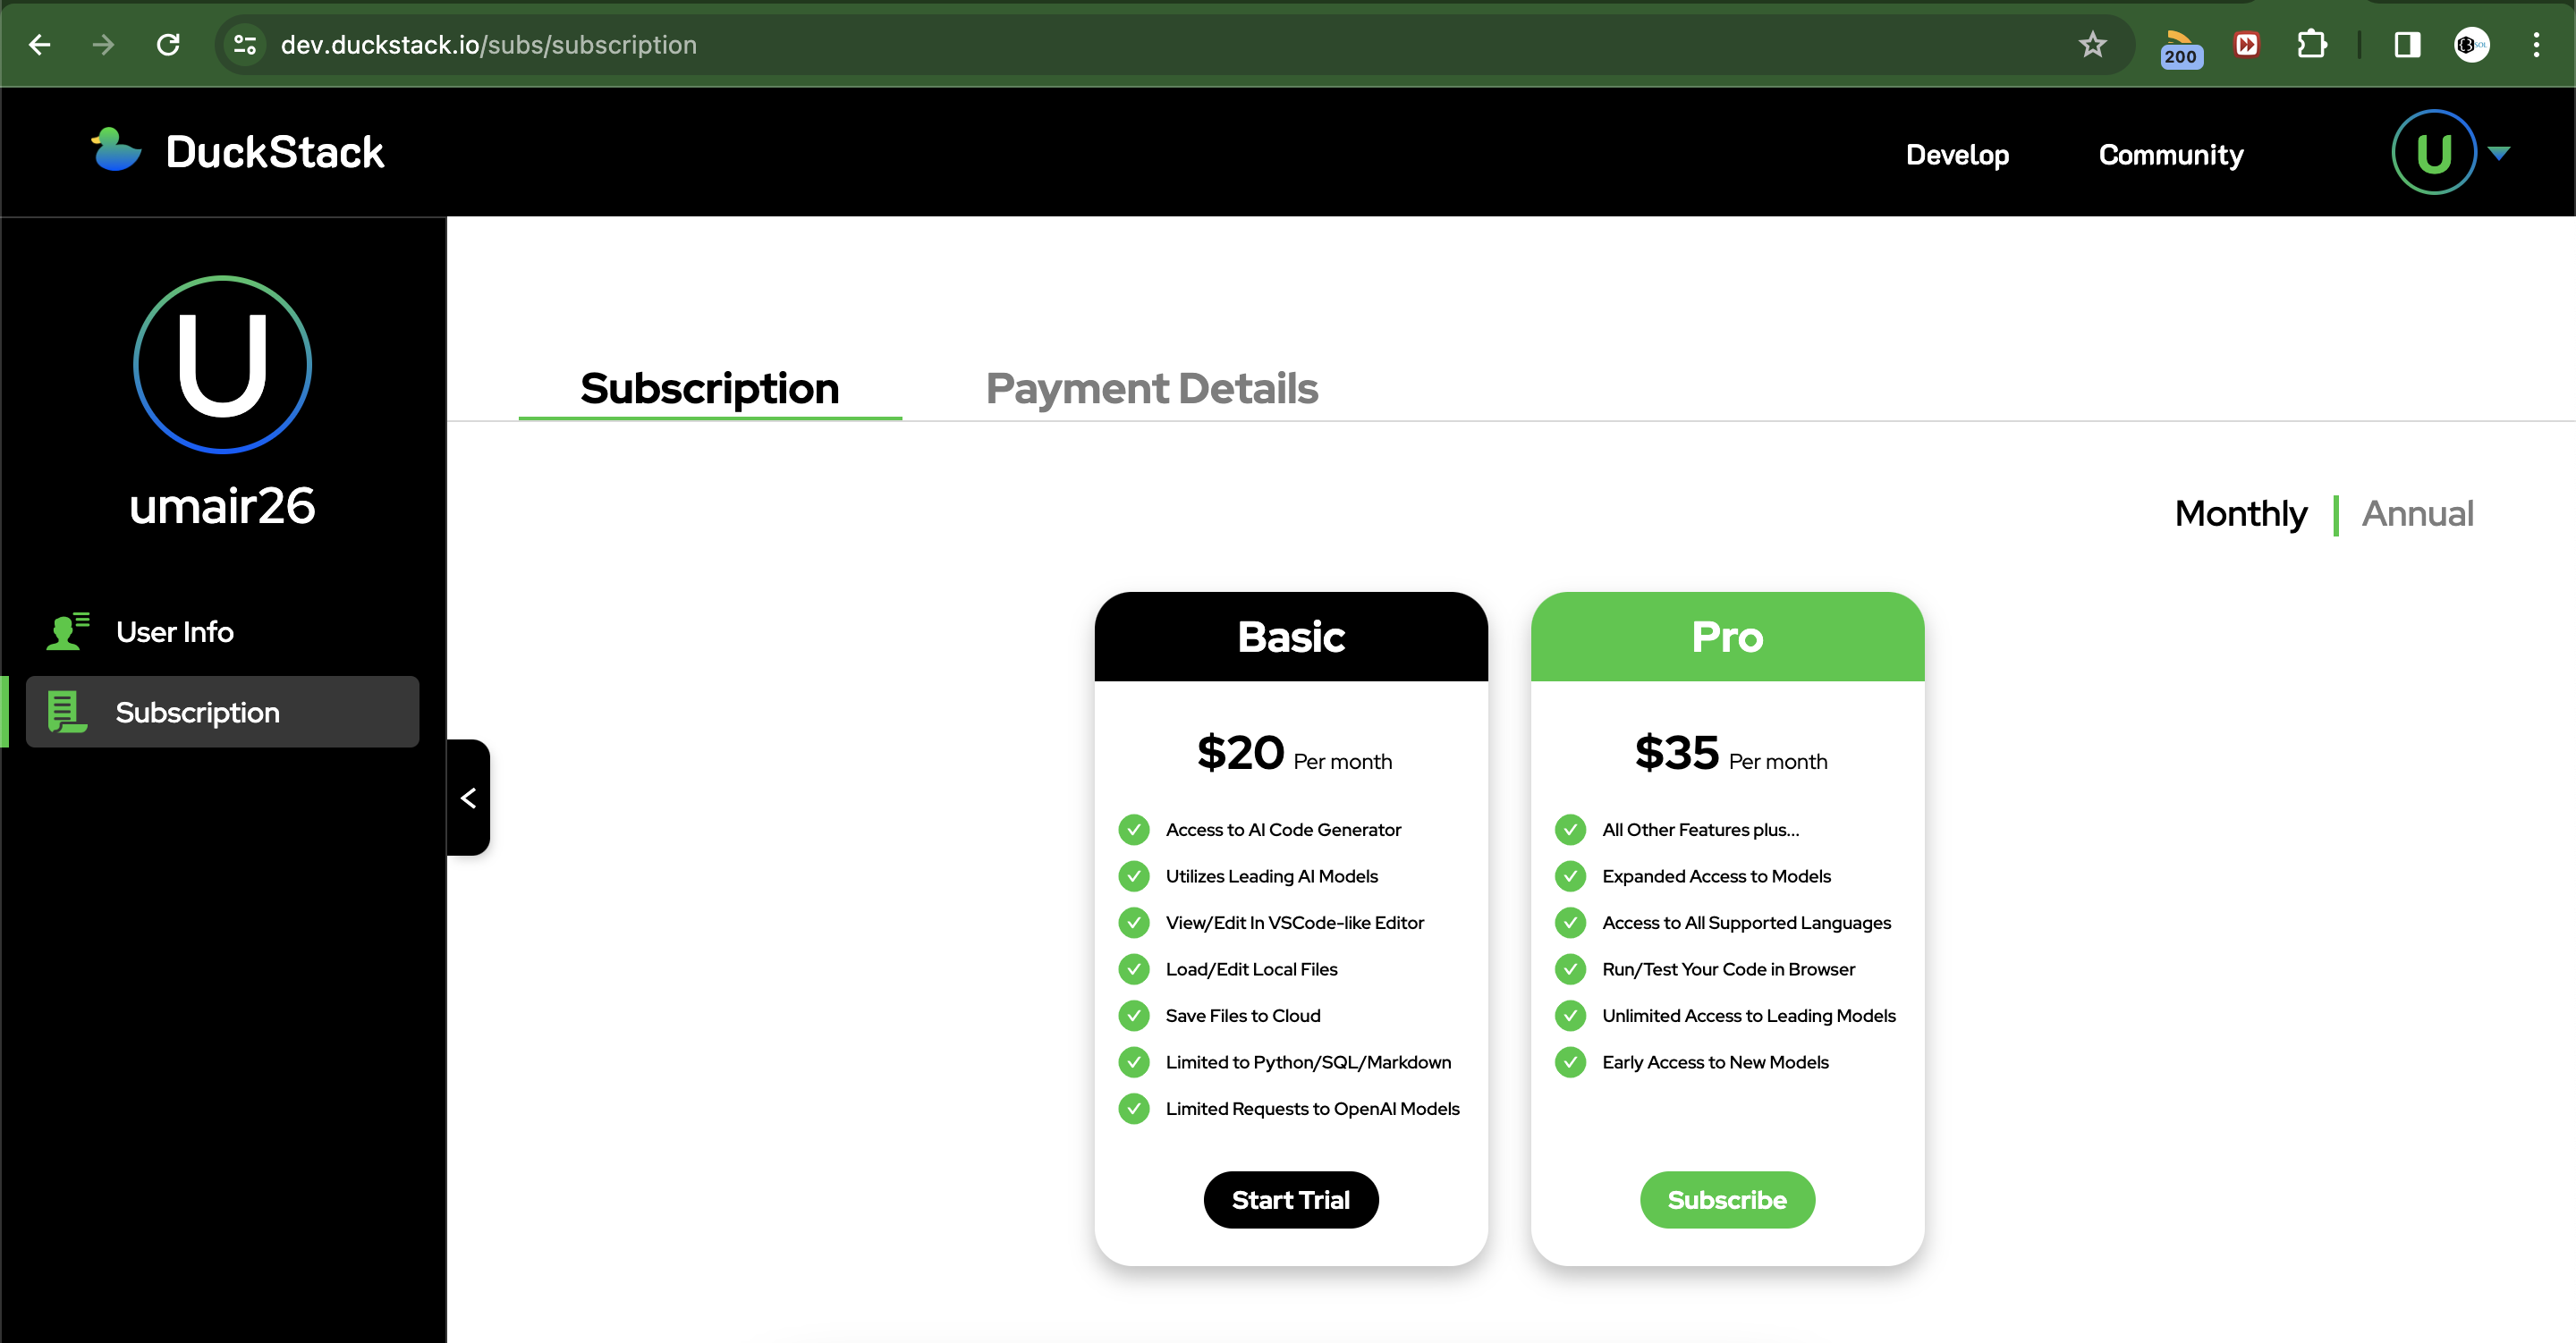 dev.duckstack.io/subs/subscription
200
DuckStack
Develop
Community
U
U
umair26
User Info
Subscription
Subscription
Payment Details
Monthly
Annual
Basic
$20 Per month
Access to AI Code Generator
Utilizes Leading AI Models
View/Edit In VSCode-like Editor
Load/Edit Local Files
Save Files to Cloud
Limited to Python/SQL/Markdown
Limited Requests to OpenAI Models
Start Trial
Pro
$35 Per month
All Other Features plus...
Expanded Access to Models
Access to All Supported Languages
Run/Test Your Code in Browser
Unlimited Access to Leading Models
Early Access to New Models
Subscribe